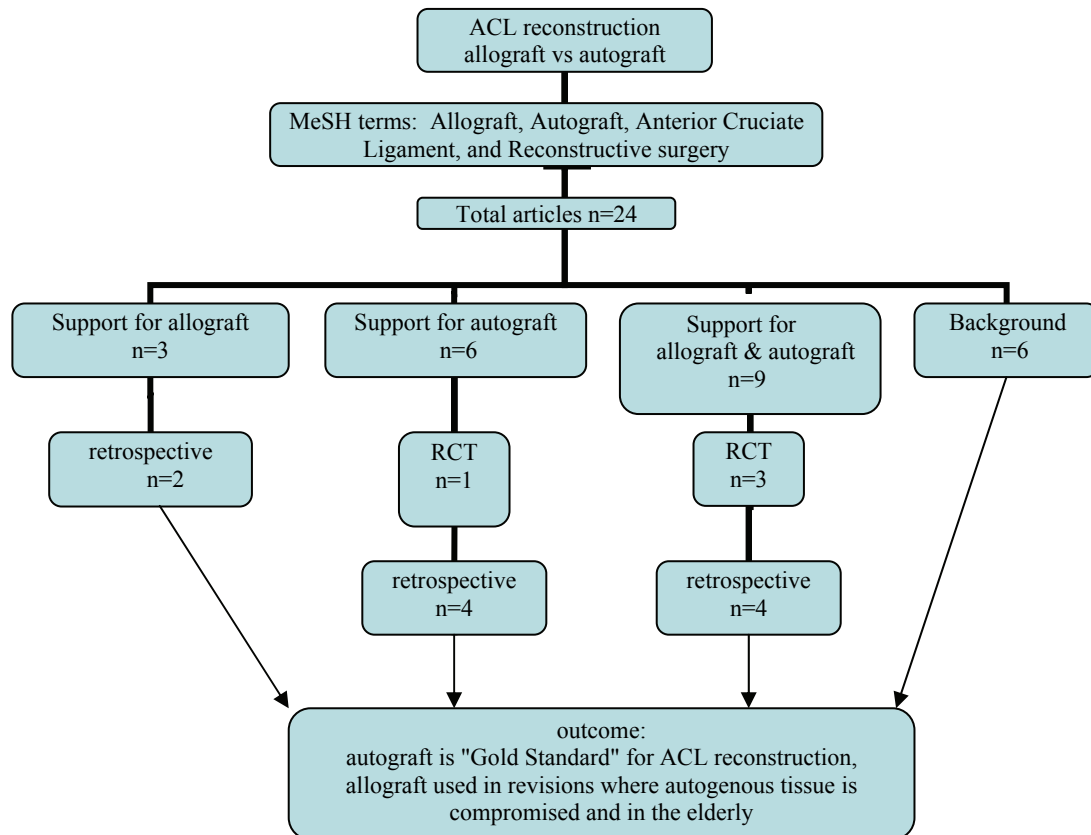 ACL reconstruction
allograft vs autograft
MeSH terms: Allograft, Autograft, Anterior Cruciate
Ligament, and Reconstructive surgery
Total articles n=24
Support for allograft
n=3
Support for autograft
n=6
Support for
allograft & autograft
n=9
Background
n=6
retrospective
n=2
RCT
n=1
RCT
n=3
retrospective
n=4
retrospective
n=4
outcome:
autograft is "Gold Standard" for ACL reconstruction,
allograft used in revisions where autogenous tissue is
compromised and in the elderly